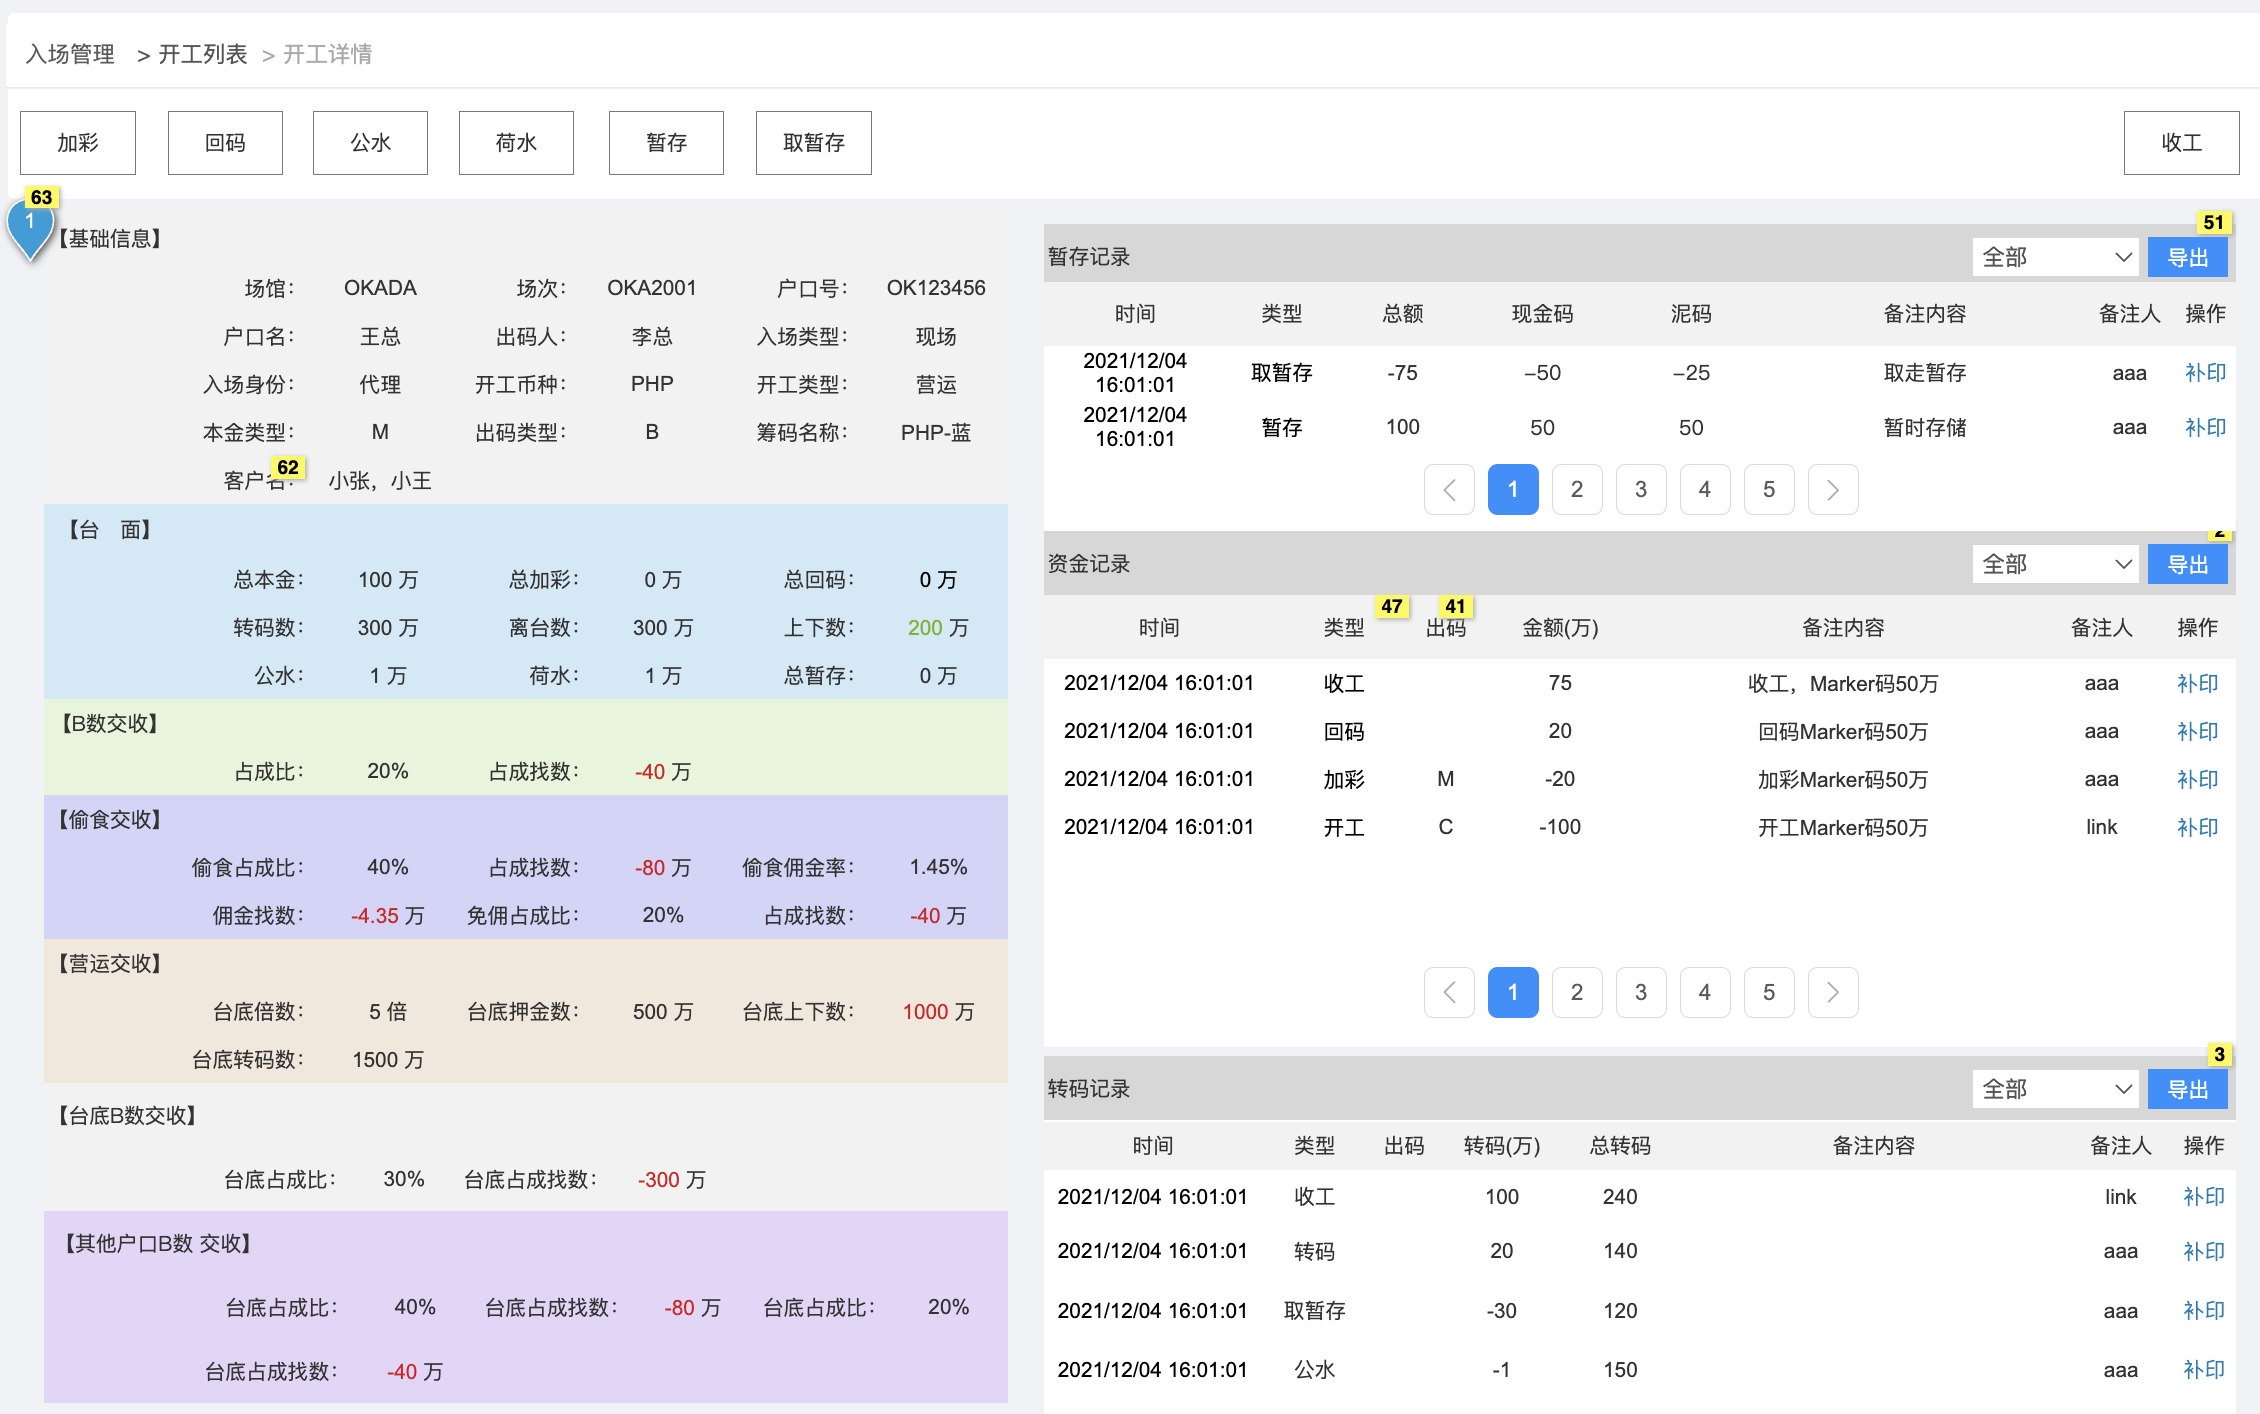 入场管理 > 开工列表 > 开工详情
加彩 回码 公水 荷水 暂存 取暂存 收工
63
1
【基础信息】
场馆： OKADA 场次： OKA2001 户口号： OK123456
户口名： 王总 出码人： 李总 入场类型： 现场
入场身份： 代理 开工币种： PHP 开工类型： 营运
本金类型： M 出码类型： B 筹码名称： PHP-蓝
62
客户名： 小张，小王
【台 面】
总本金： 100 万 总加彩： 0 万 总回码： 0 万
转码数： 300 万 离台数： 300 万 上下数： 200 万
公水： 1 万 荷水： 1 万 总暂存： 0 万
【B数交收】
占成比： 20% 占成找数： -40 万
【偷食交收】
偷食占成比： 40% 占成找数： -80 万 偷食佣金率： 1.45%
佣金找数： -4.35 万 免佣占成比： 20% 占成找数： -40 万
【营运交收】
台底倍数： 5 倍 台底押金数： 500 万 台底上下数： 1000 万
台底转码数： 1500 万
【台底B数交收】
台底占成比： 30% 台底占成找数： -300 万
【其他户口B数 交收】
台底占成比： 40% 台底占成找数： -80 万 台底占成比： 20%
台底占成找数： -40 万
51
暂存记录 全部 导出
时间 类型 总额 现金码 泥码 备注内容 备注人 操作
2021/12/04
16:01:01 取暂存 -75 –50 –25 取走暂存 aaa 补印
2021/12/04
16:01:01 暂存 100 50 50 暂时存储 aaa 补印
1 2 3 4 5
2
资金记录 全部 导出
47 41
时间 类型 出码 金额(万) 备注内容 备注人 操作
2021/12/04 16:01:01 收工 75 收工，Marker码50万 aaa 补印
2021/12/04 16:01:01 回码 20 回码Marker码50万 aaa 补印
2021/12/04 16:01:01 加彩 M -20 加彩Marker码50万 aaa 补印
2021/12/04 16:01:01 开工 C -100 开工Marker码50万 link 补印
1 2 3 4 5
3
转码记录 全部 导出
时间 类型 出码 转码(万) 总转码 备注内容 备注人 操作
2021/12/04 16:01:01 收工 100 240 link 补印
2021/12/04 16:01:01 转码 20 140 aaa 补印
2021/12/04 16:01:01 取暂存 -30 120 aaa 补印
2021/12/04 16:01:01 公水 -1 150 aaa 补印